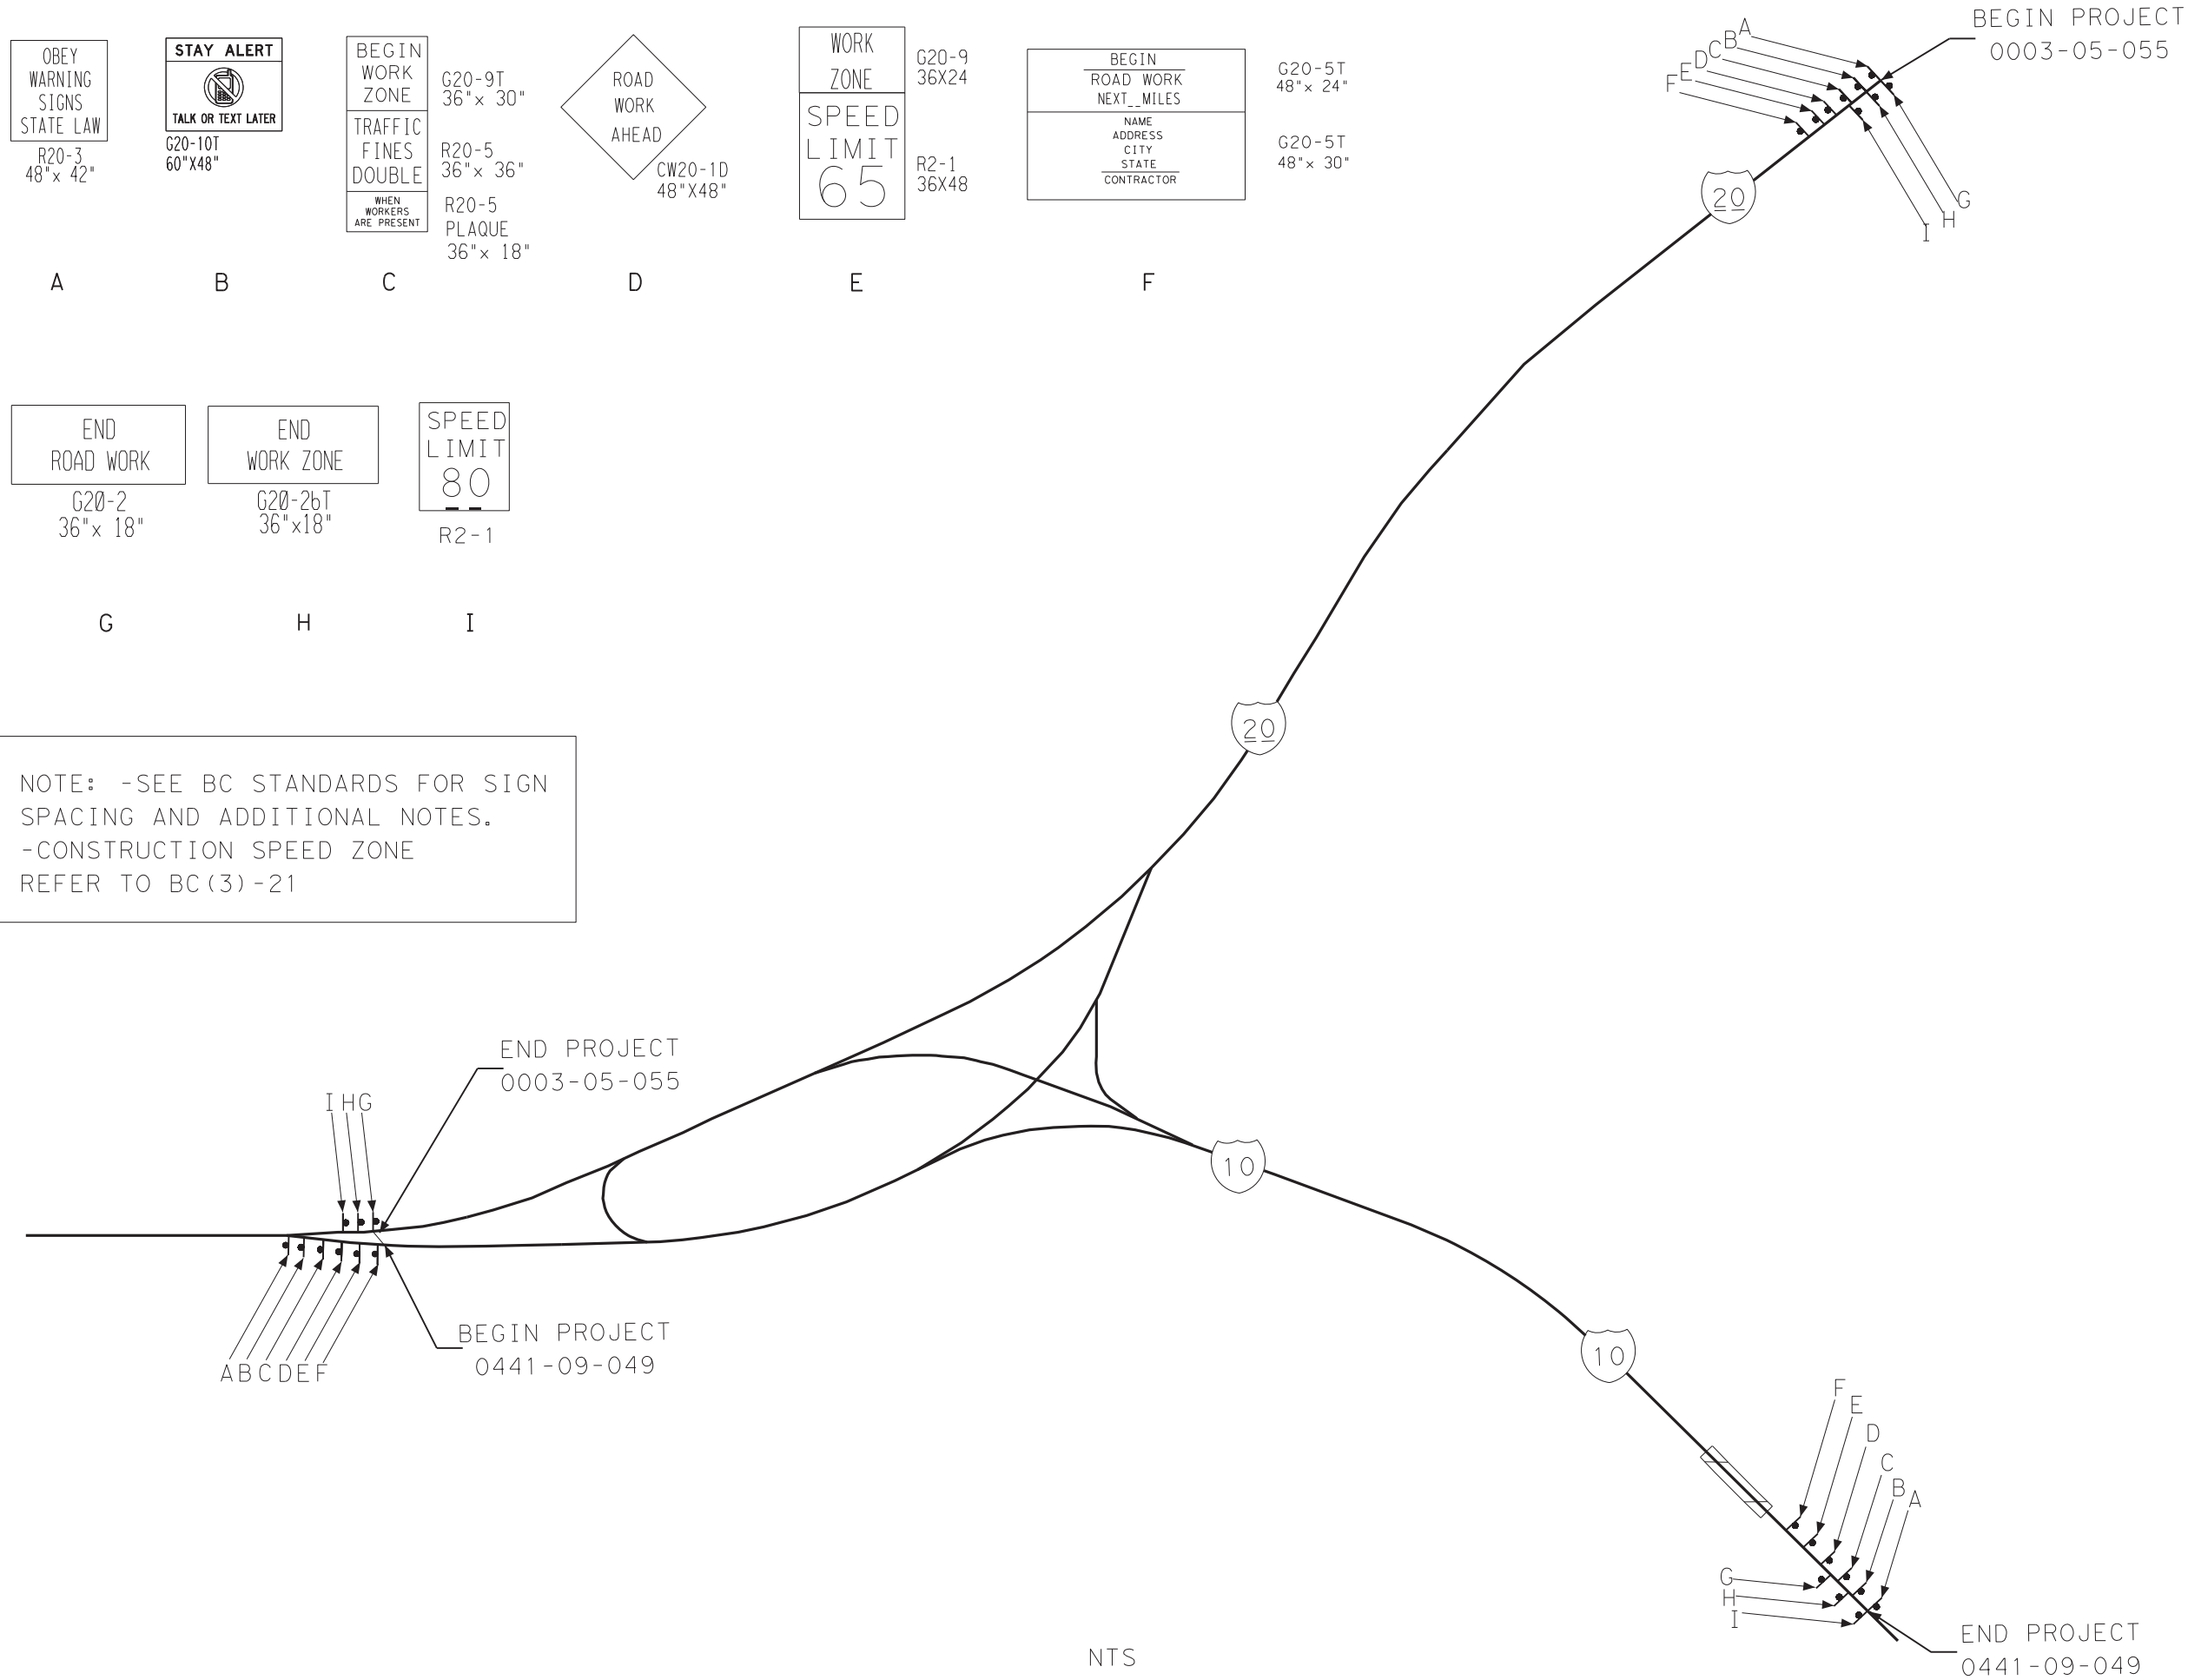 OBEY
WARNING
SIGNS
STATE LAW
R20-3
48"x 42"
A
STAY ALERT
TALK OR TEXT LATER
G20-10T
60"X48"
B
BEGIN
WORK
ZONE
TRAFFIC
FINES
DOUBLE
WHEN
WORKERS
ARE PRESENT
G20-9T
36"x 30"
R20-5
36"x 36"
R20-5
PLAQUE
36"x 18"
C
ROAD
WORK
AHEAD
CW20-1D
48"X48"
D
WORK
ZONE
SPEED
LIMIT
65
G20-9
36X24
R2-1
36X48
E
BEGIN
ROAD WORK
NEXT__MILES
NAME
ADDRESS
CITY
STATE
CONTRACTOR
G20-5T
48"x 24"
G20-5T
48"x 30"
F
END
ROAD WORK
G20-2
36"x 18"
G
END
WORK ZONE
G20-2bT
36"x18"
H
SPEED
LIMIT
80
R2-1
I
BEGIN PROJECT
0003-05-055
A
B
C
D
E
F
G
H
I
20
20
NOTE: -SEE BC STANDARDS FOR SIGN
SPACING AND ADDITIONAL NOTES.
-CONSTRUCTION SPEED ZONE
REFER TO BC(3)-21
END PROJECT
0003-05-055
I H G
A B C D E F
BEGIN PROJECT
0441-09-049
10
10
F
E
D
C
B
A
G
H
I
END PROJECT
0441-09-049
NTS